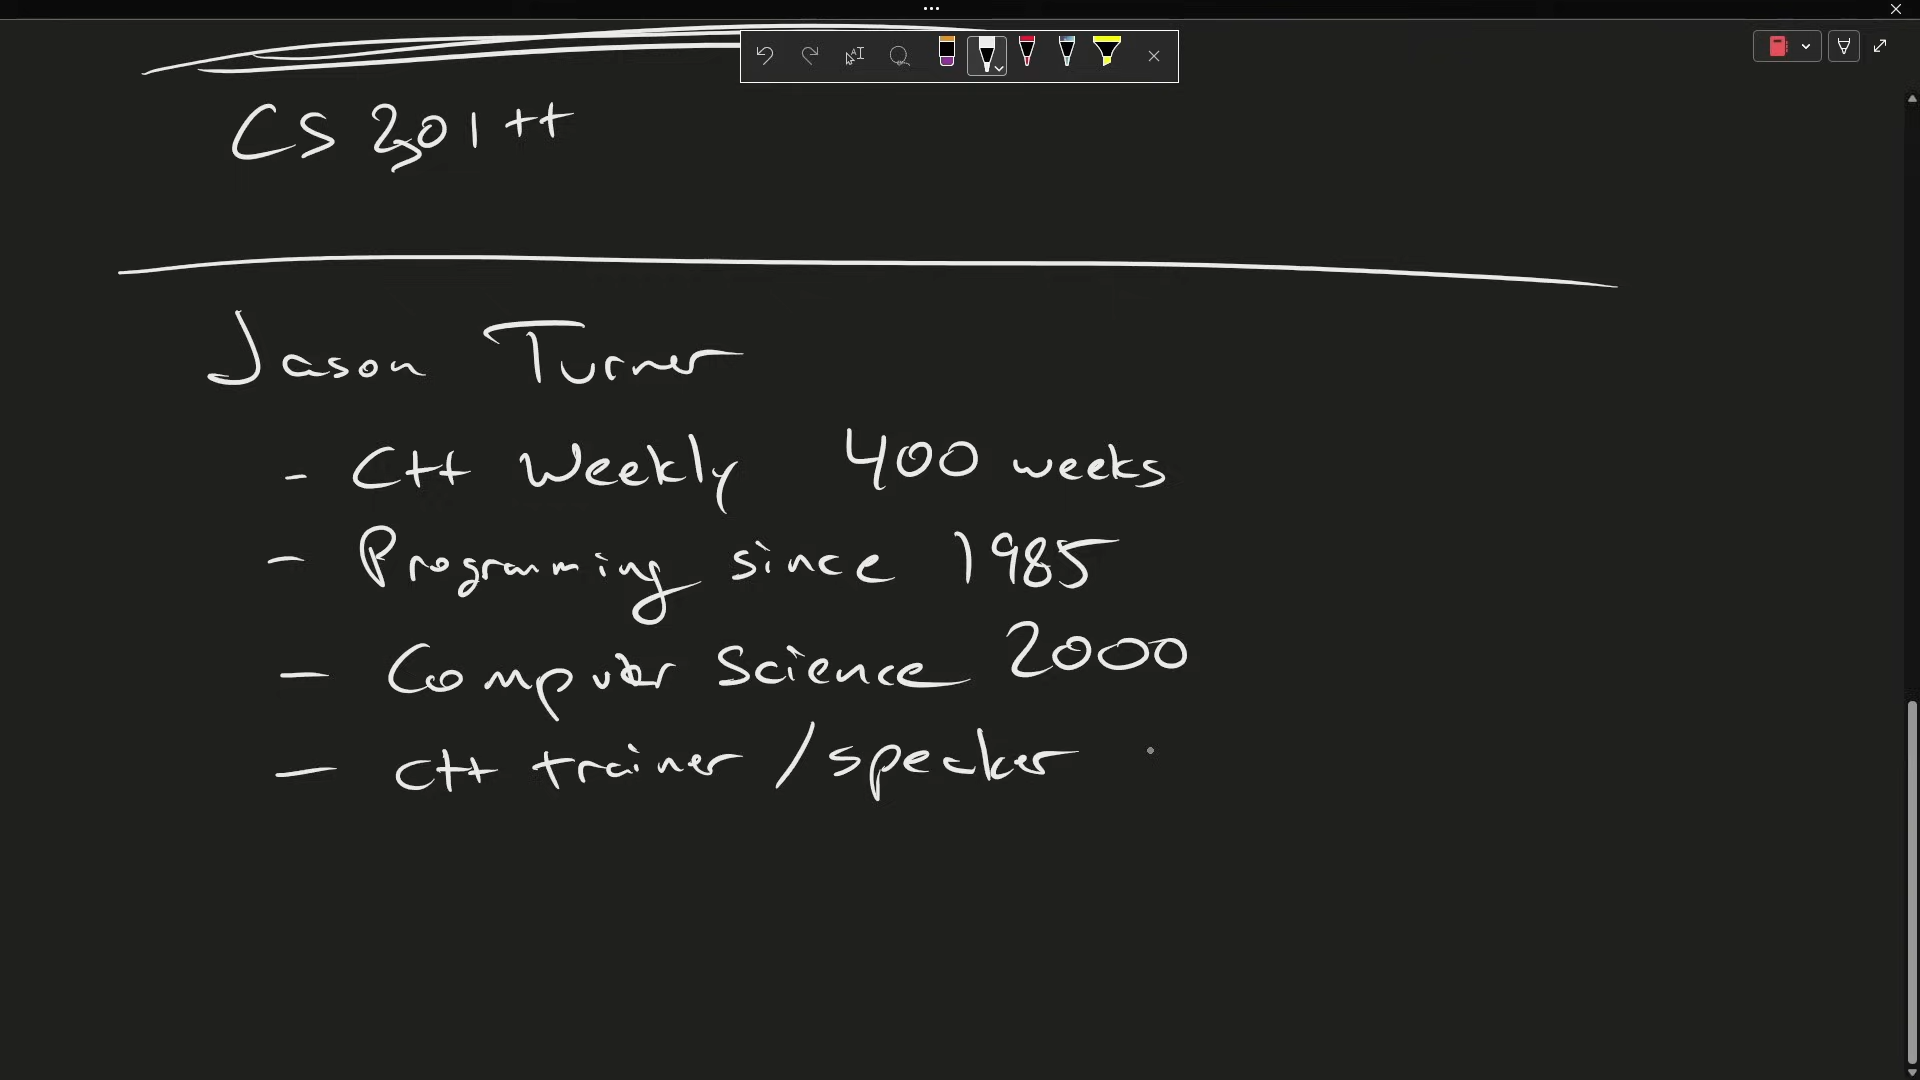 CS 201++
Jason Turner
- C++ Weekly 400 weeks
- Programming since 1985
- Computer Science 2000
- C++ trainer / speaker